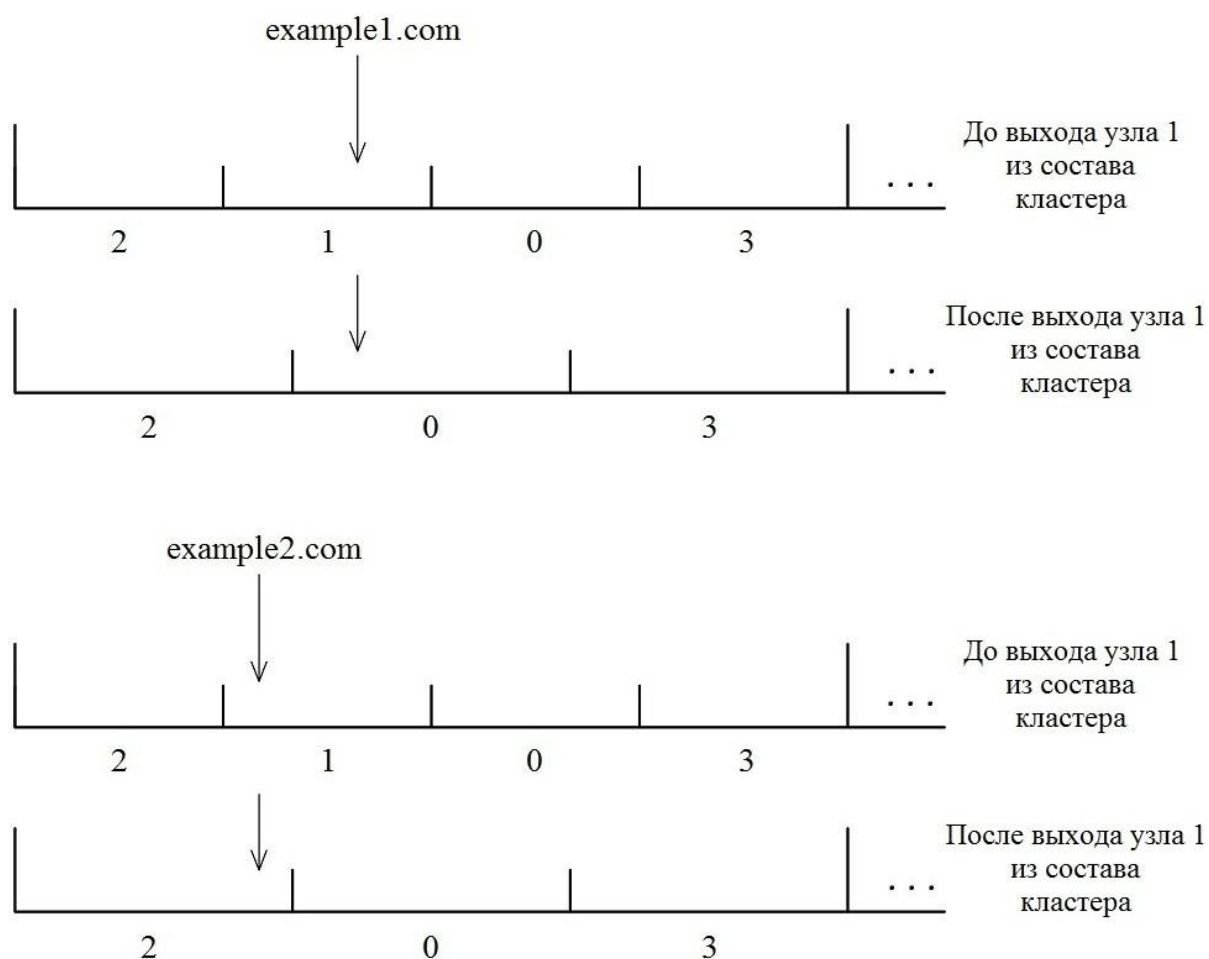 example1.com
До выхода узла 1
из состава
кластера
. . .
2 1 0 3
После выхода узла 1
из состава
кластера
. . .
2 0 3
example2.com
До выхода узла 1
из состава
кластера
. . .
2 1 0 3
После выхода узла 1
из состава
кластера
. . .
2 0 3